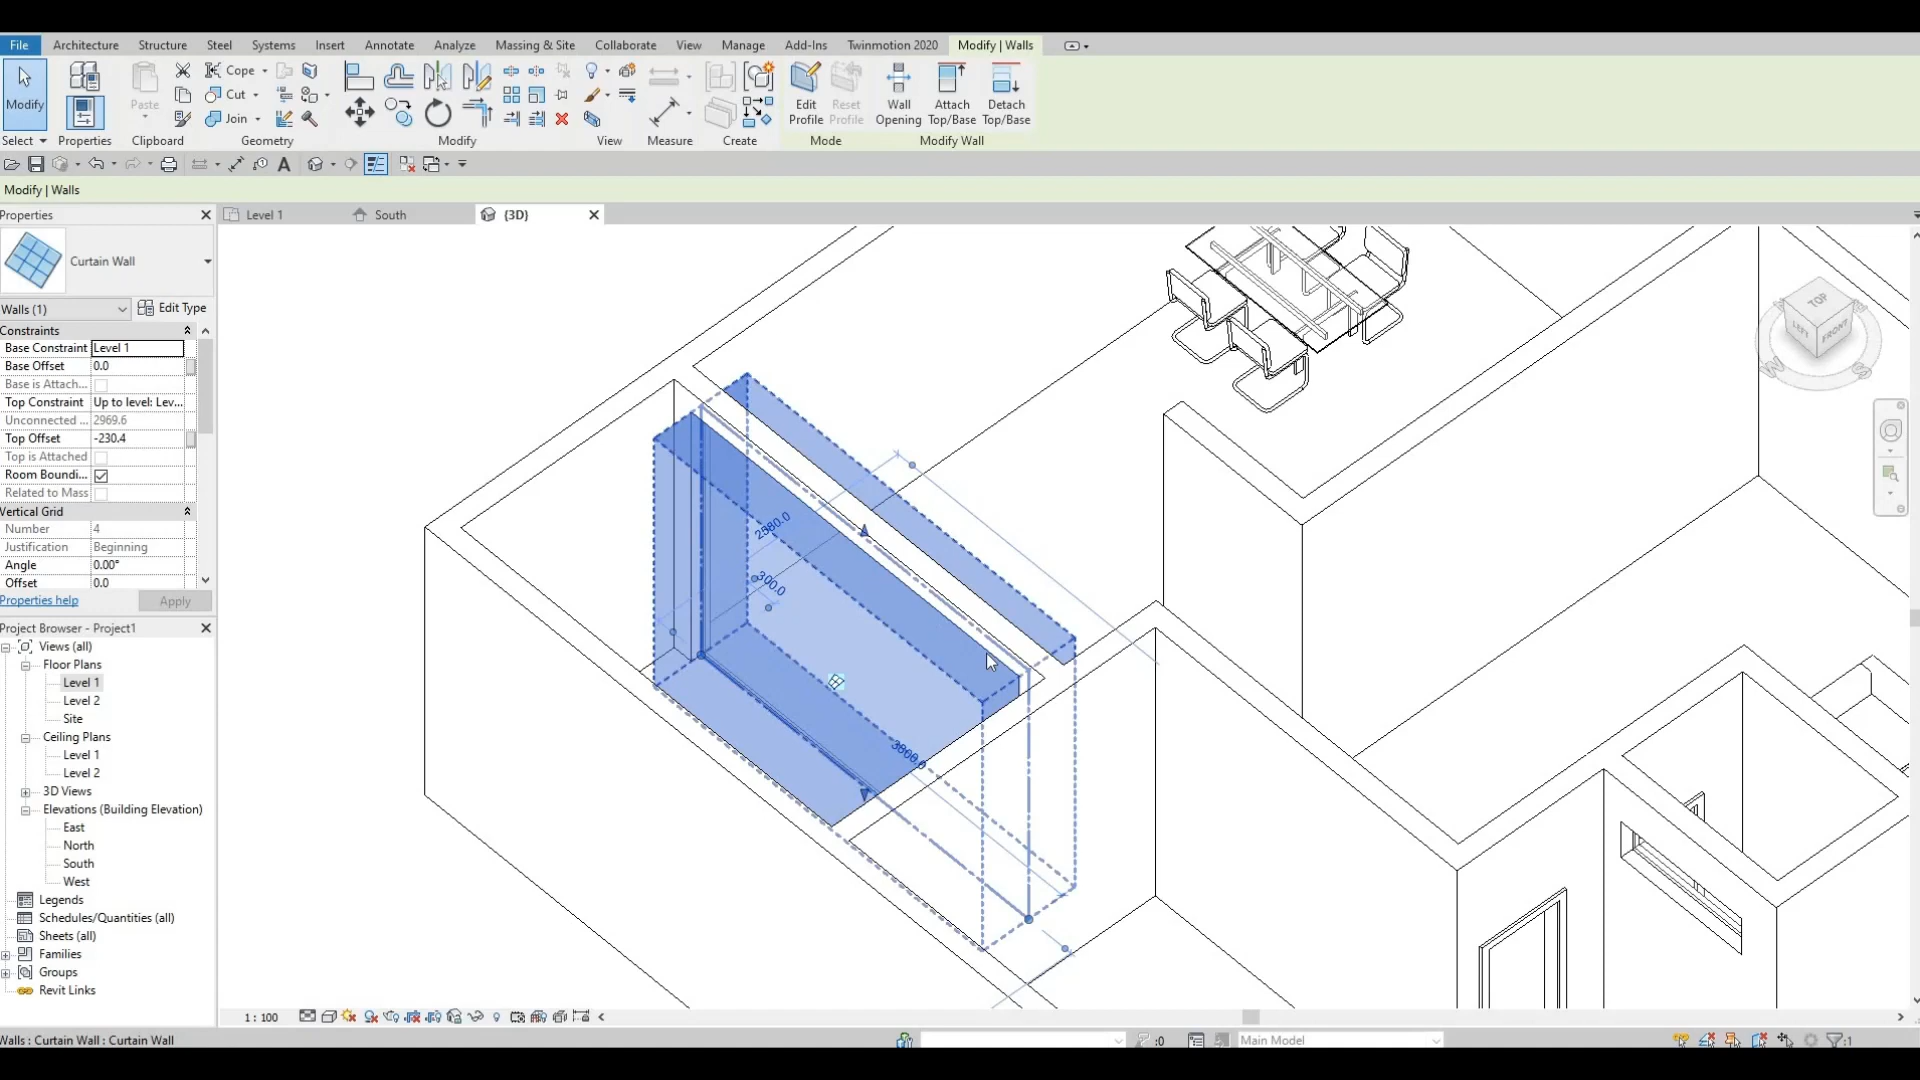 File Architecture Structure Steel Systems Insert Annotate Analyze Massing & Site Collaborate View Manage Add-Ins Twinmotion 2020 Modify | Walls
Modify Paste Cope Cut Join Edit Profile Reset Profile Wall Opening Attach Top/Base Detach Top/Base
Select Properties Clipboard Geometry Modify View Measure Create Mode Modify Wall
Modify | Walls
Properties
Level 1 South {3D}
Curtain Wall
Walls (1) Edit Type
Constraints
Base Constraint Level 1
Base Offset 0.0
Base is Attach...
Top Constraint Up to level: Lev...
Unconnected ... 2969.6
Top Offset -230.4
Top is Attached
Room Boundi...
Related to Mass
Vertical Grid
Number 4
Justification Beginning
Angle 0.00°
Offset 0.0
Properties help Apply
Project Browser - Project1
Views (all)
Floor Plans
Level 1
Level 2
Site
Ceiling Plans
Level 1
Level 2
3D Views
Elevations (Building Elevation)
East
North
South
West
Legends
Schedules/Quantities (all)
Sheets (all)
Families
Groups
Revit Links
2580.0
300.0
TOP
LEFT
FRONT
W
S
1 : 100
Walls : Curtain Wall : Curtain Wall
:0
Main Model
:1